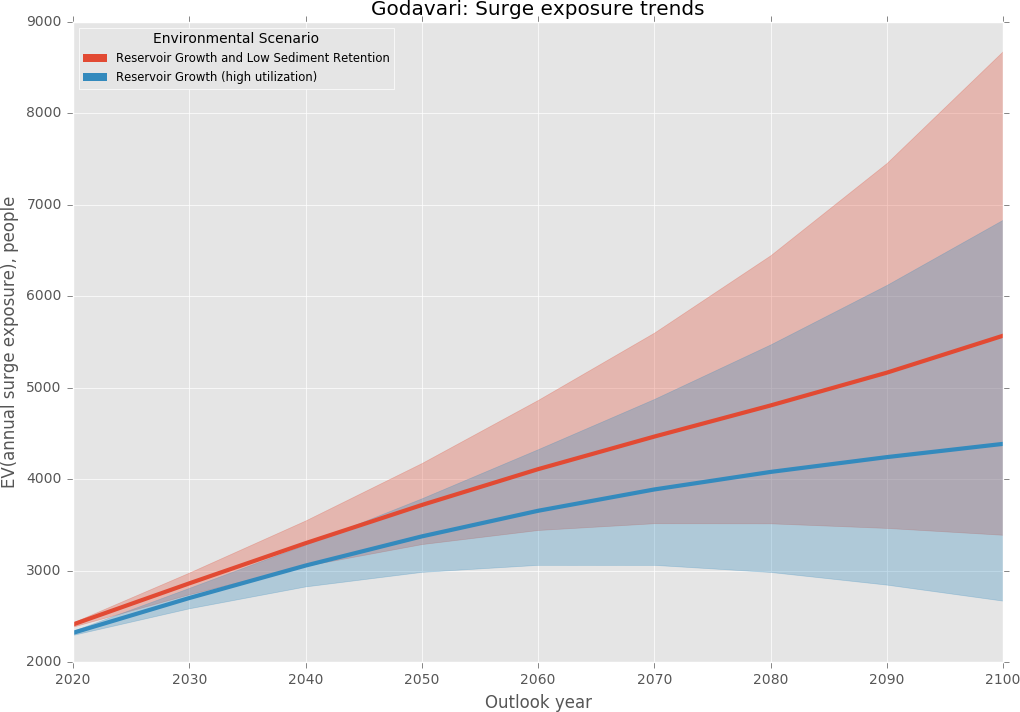 Godavari: Surge exposure trends
9000
8000
7000
6000
5000
4000
3000
2000
EV(annual surge exposure), people
Environmental Scenario
Reservoir Growth and Low Sediment Retention
Reservoir Growth (high utilization)
2020 2030 2040 2050 2060 2070 2080 2090 2100
Outlook year